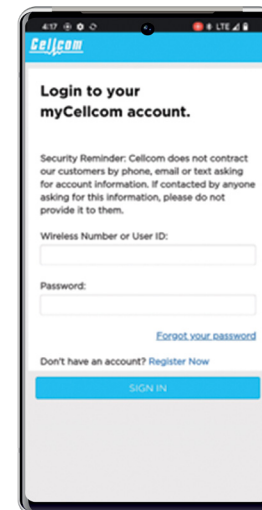 4:17 LTE
Cellcom
Login to your
myCellcom account.
Security Reminder: Cellcom does not contract
our customers by phone, email or text asking
for account information. If contacted by anyone
asking for this information, please do not
provide it to them.
Wireless Number or User ID:
Password:
Forgot your password
Don't have an account? Register Now
SIGN IN